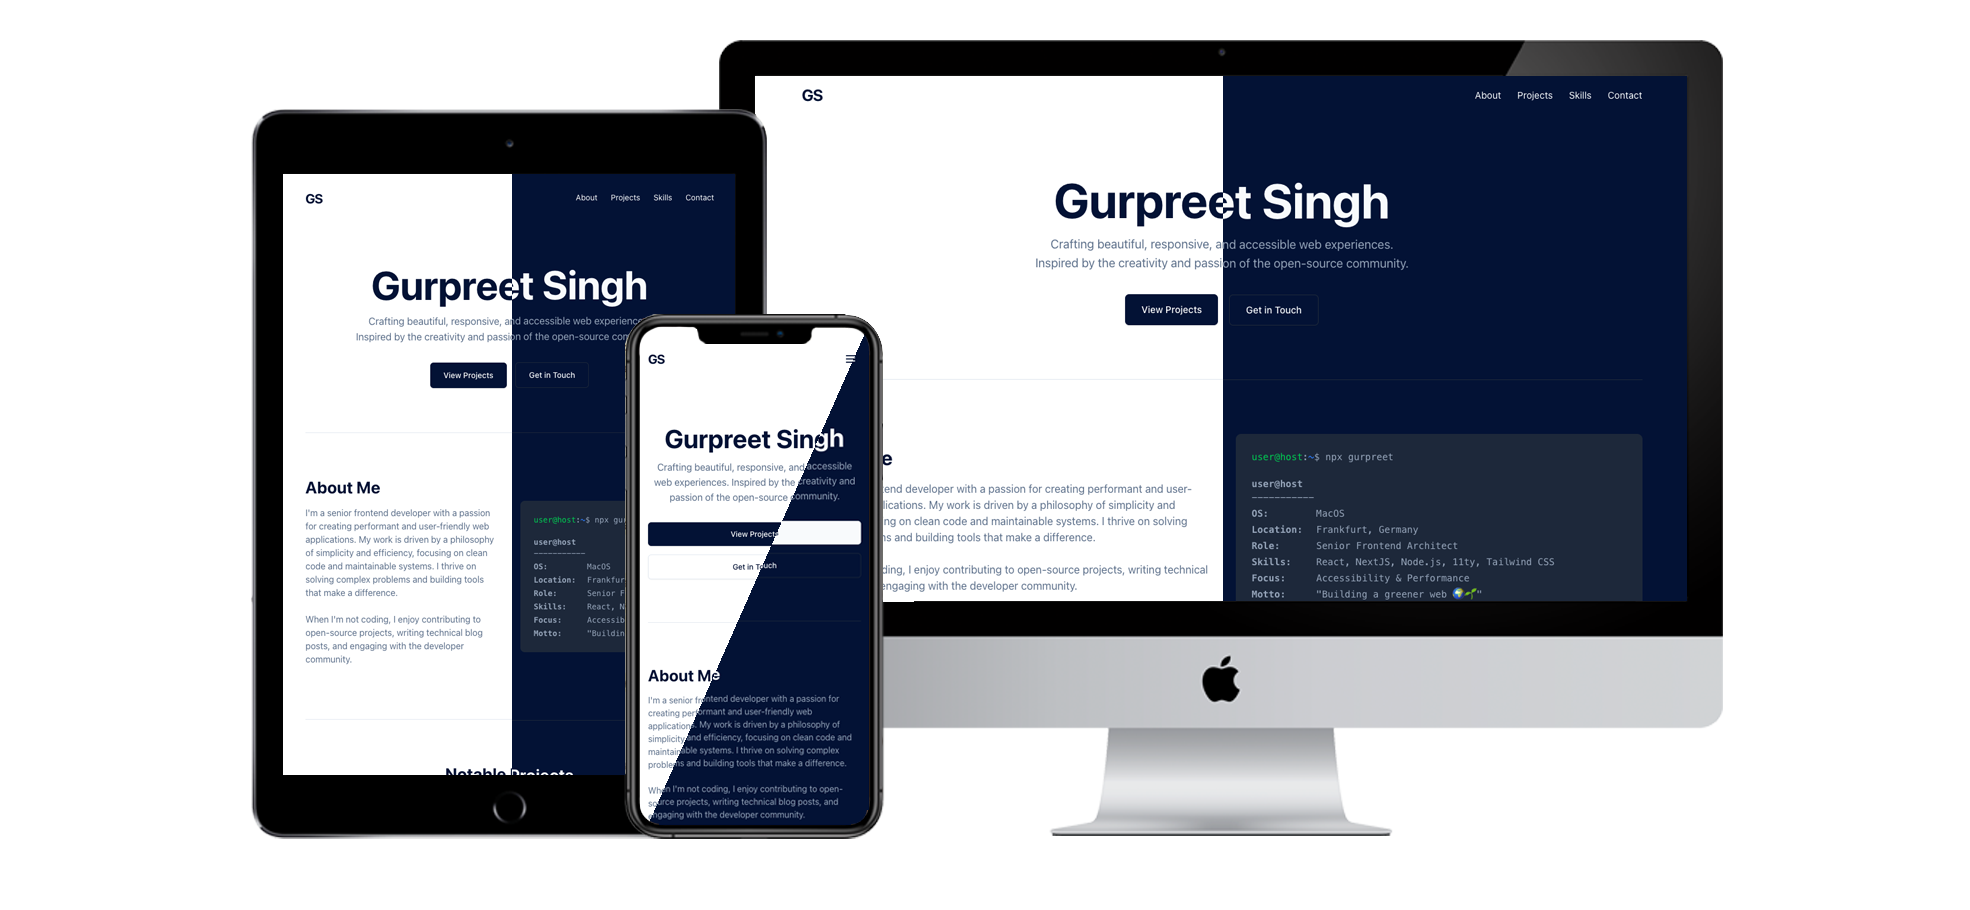 GS
About Projects Skills Contact
Gurpreet Singh
Crafting beautiful, responsive, and accessible web experiences.
Inspired by the creativity and passion of the open-source community.
View Projects Get in Touch
user@host:~$ npx gurpreet
user@host
-----------
OS: MacOS
Location: Frankfurt, Germany
Role: Senior Frontend Architect
Skills: React, NextJS, Node.js, 11ty, Tailwind CSS
Focus: Accessibility & Performance
Motto: "Building a greener web 🌍🌱"
e
end developer with a passion for creating performant and user-
lications. My work is driven by a philosophy of simplicity and
ng on clean code and maintainable systems. I thrive on solving
ns and building tools that make a difference.
ding, I enjoy contributing to open-source projects, writing technical
engaging with the developer community.
GS
About Projects Skills Contact
Gurpreet Singh
Crafting beautiful, responsive, and accessible web experience
Inspired by the creativity and passion of the open-source com
View Projects Get in Touch
About Me
I'm a senior frontend developer with a passion
for creating performant and user-friendly web
applications. My work is driven by a philosophy
of simplicity and efficiency, focusing on clean
code and maintainable systems. I thrive on
solving complex problems and building tools
that make a difference.
When I'm not coding, I enjoy contributing to
open-source projects, writing technical blog
posts, and engaging with the developer
community.
user@host:~$ npx gur
user@host
-----------
OS: MacOS
Location: Frankfur
Role: Senior F
Skills: React, N
Focus: Accessib
Motto: "Buildin
Notable Projects
GS
Gurpreet Singh
Crafting beautiful, responsive, and accessible
web experiences. Inspired by the creativity and
passion of the open-source community.
View Projects
Get in Touch
About Me
I'm a senior frontend developer with a passion for
creating performant and user-friendly web
applications. My work is driven by a philosophy of
simplicity and efficiency, focusing on clean code and
maintainable systems. I thrive on solving complex
problems and building tools that make a difference.
When I'm not coding, I enjoy contributing to open-
source projects, writing technical blog posts, and
engaging with the developer community.